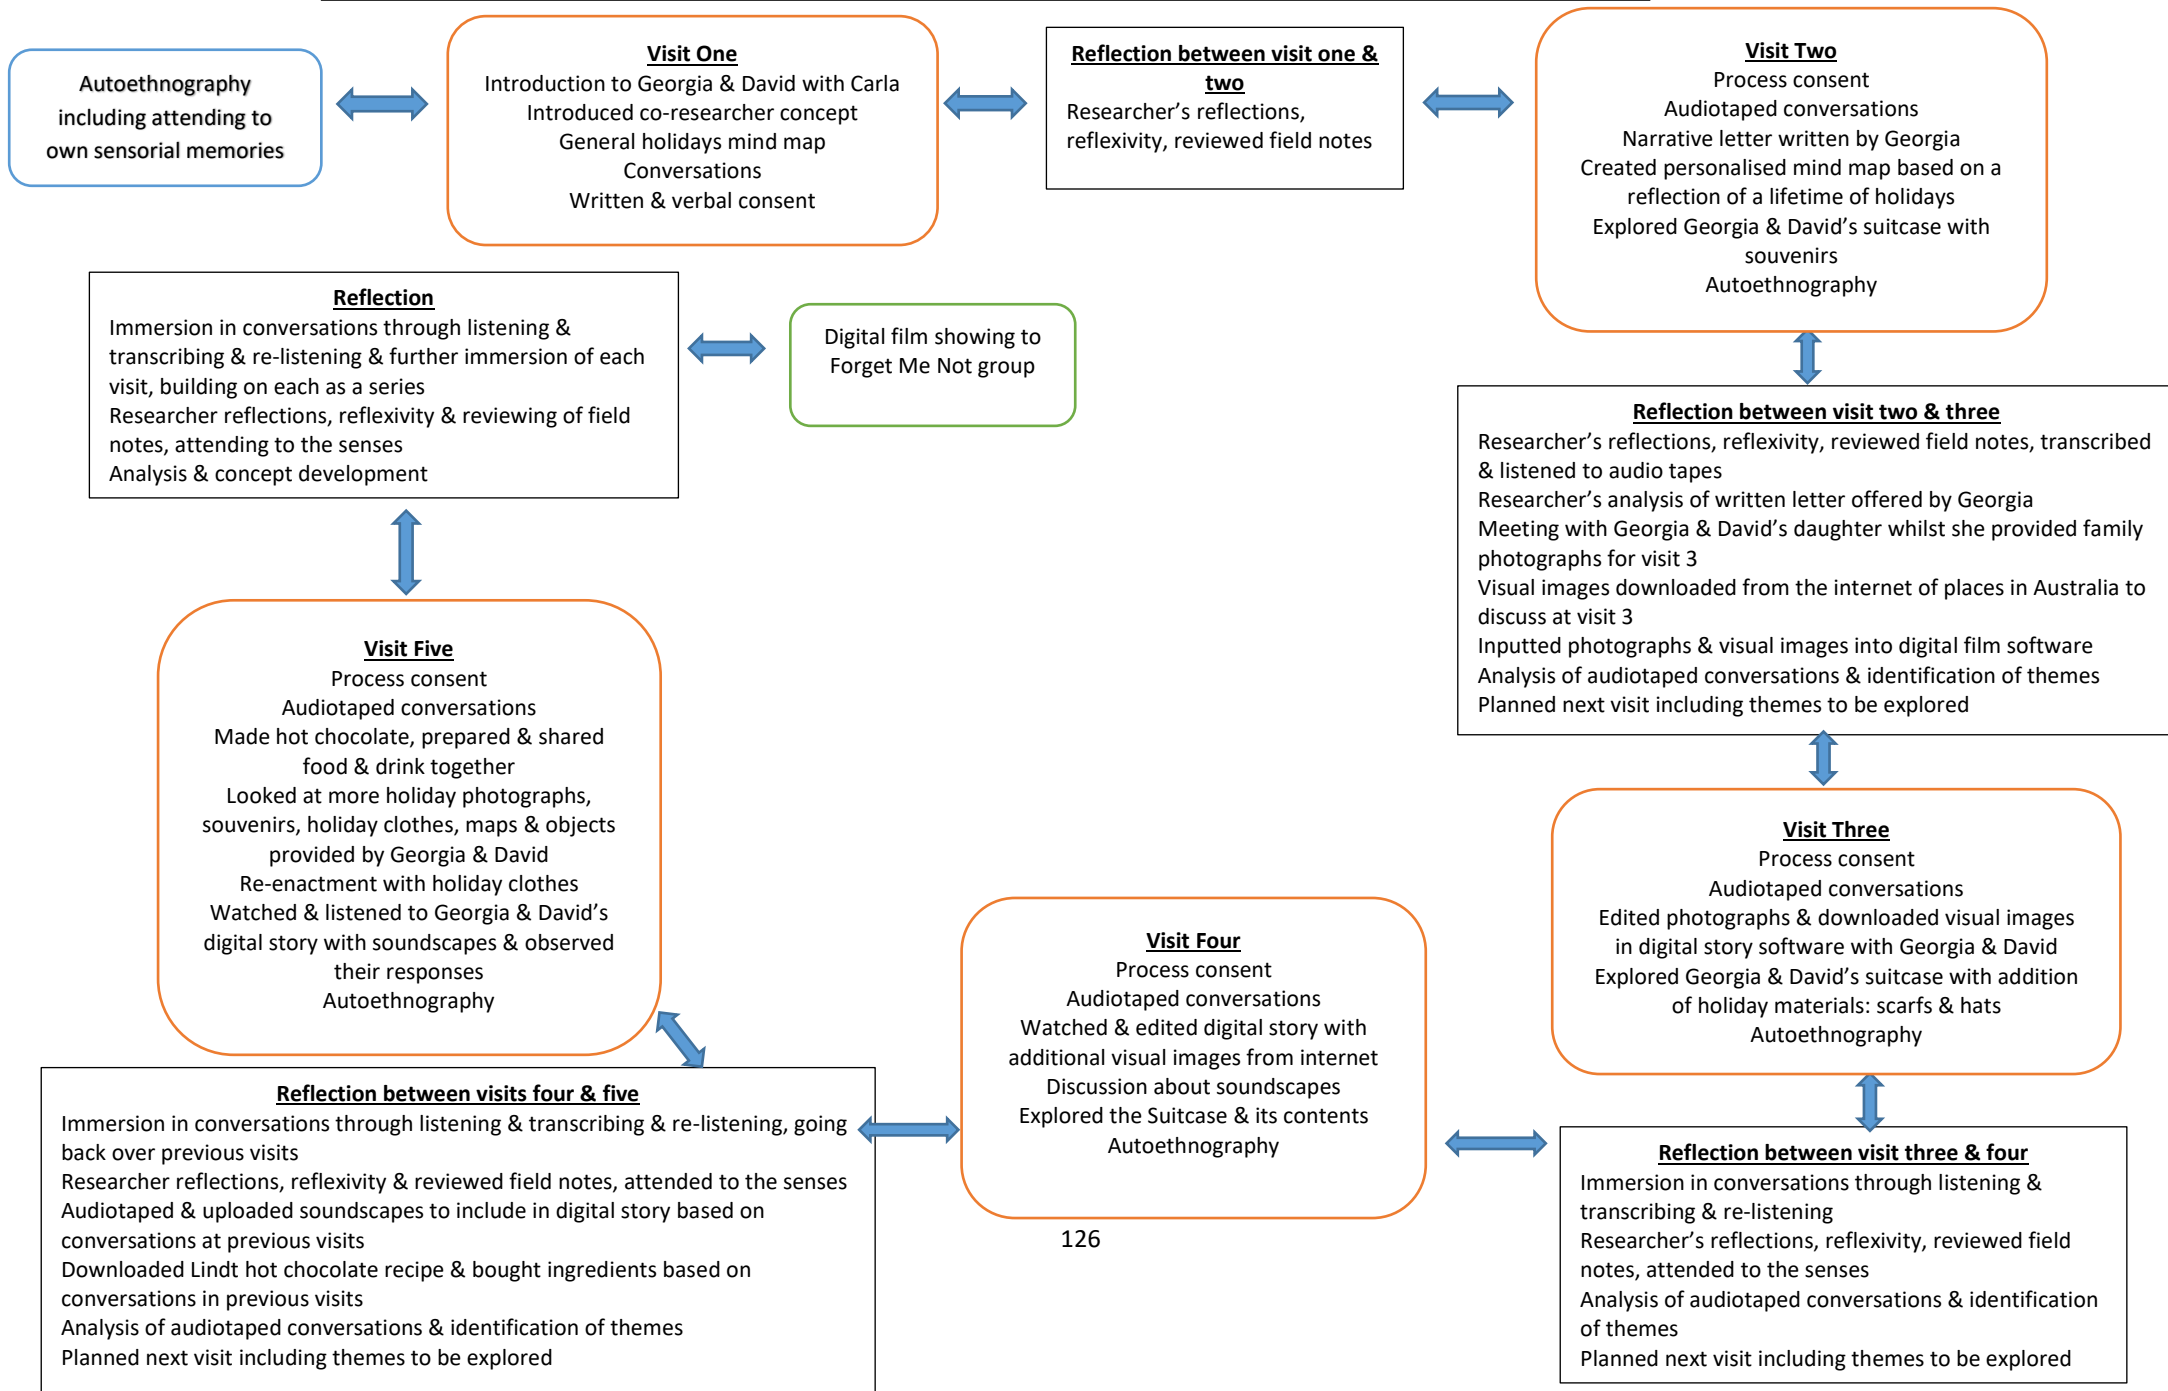 Autoethnography
including attending to
own sensorial memories
Visit One
Introduction to Georgia & David with Carla
Introduced co-researcher concept
General holidays mind map
Conversations
Written & verbal consent
Reflection between visit one &
two
Researcher’s reflections,
reflexivity, reviewed field notes
Visit Two
Process consent
Audiotaped conversations
Narrative letter written by Georgia
Created personalised mind map based on a
reflection of a lifetime of holidays
Explored Georgia & David’s suitcase with
souvenirs
Autoethnography
Reflection between visit two & three
Researcher’s reflections, reflexivity, reviewed field notes, transcribed
& listened to audio tapes
Researcher’s analysis of written letter offered by Georgia
Meeting with Georgia & David’s daughter whilst she provided family
photographs for visit 3
Visual images downloaded from the internet of places in Australia to
discuss at visit 3
Inputted photographs & visual images into digital film software
Analysis of audiotaped conversations & identification of themes
Planned next visit including themes to be explored
Visit Three
Process consent
Audiotaped conversations
Edited photographs & downloaded visual images
in digital story software with Georgia & David
Explored Georgia & David’s suitcase with addition
of holiday materials: scarfs & hats
Autoethnography
Reflection between visit three & four
Immersion in conversations through listening &
transcribing & re-listening
Researcher’s reflections, reflexivity, reviewed field
notes, attended to the senses
Analysis of audiotaped conversations & identification
of themes
Planned next visit including themes to be explored
Visit Four
Process consent
Audiotaped conversations
Watched & edited digital story with
additional visual images from internet
Discussion about soundscapes
Explored the Suitcase & its contents
Autoethnography
Reflection between visits four & five
Immersion in conversations through listening & transcribing & re-listening, going
back over previous visits
Researcher reflections, reflexivity & reviewed field notes, attended to the senses
Audiotaped & uploaded soundscapes to include in digital story based on
conversations at previous visits
Downloaded Lindt hot chocolate recipe & bought ingredients based on
conversations in previous visits
Analysis of audiotaped conversations & identification of themes
Planned next visit including themes to be explored
Visit Five
Process consent
Audiotaped conversations
Made hot chocolate, prepared & shared
food & drink together
Looked at more holiday photographs,
souvenirs, holiday clothes, maps & objects
provided by Georgia & David
Re-enactment with holiday clothes
Watched & listened to Georgia & David’s
digital story with soundscapes & observed
their responses
Autoethnography
Reflection
Immersion in conversations through listening &
transcribing & re-listening & further immersion of each
visit, building on each as a series
Researcher reflections, reflexivity & reviewing of field
notes, attending to the senses
Analysis & concept development
Digital film showing to
Forget Me Not group
126